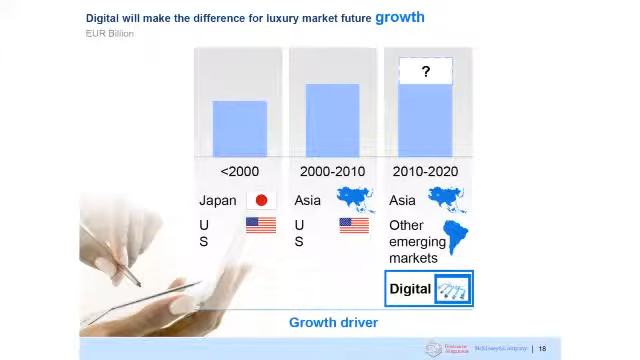 Digital will make the difference for luxury market future growth
EUR Billion
?
<2000 2000-2010 2010-2020
Japan Asia Asia
U
S
U
S
Other
emerging
markets
Digital
Growth driver
McKinsey&Company | 18